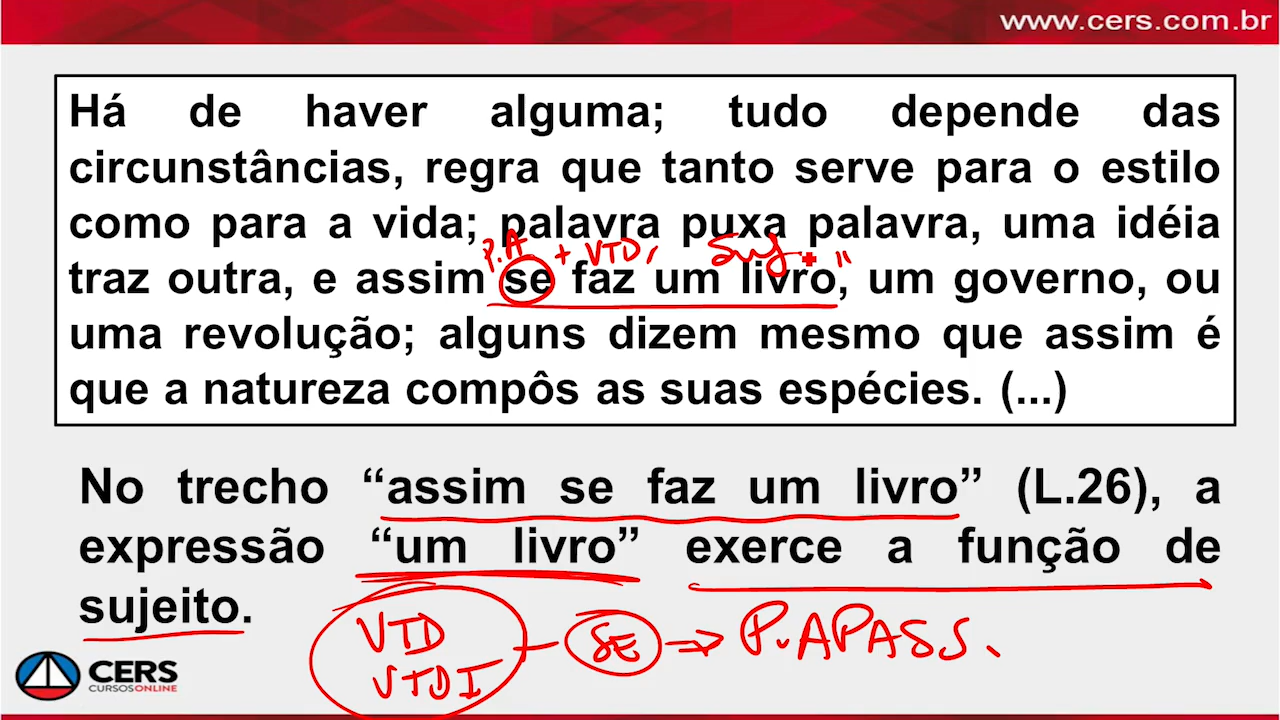 www.cers.com.br
Há de haver alguma; tudo depende das
circunstâncias, regra que tanto serve para o estilo
como para a vida; palavra puxa palavra, uma idéia
P.A + VTD, Suj. "
traz outra, e assim se faz um livro, um governo, ou
uma revolução; alguns dizem mesmo que assim é
que a natureza compôs as suas espécies. (...)
No trecho “assim se faz um livro” (L.26), a
expressão “um livro” exerce a função de
sujeito.
VTD - SE → P. APASS.
VTDI
CERS
CURSOSONLINE